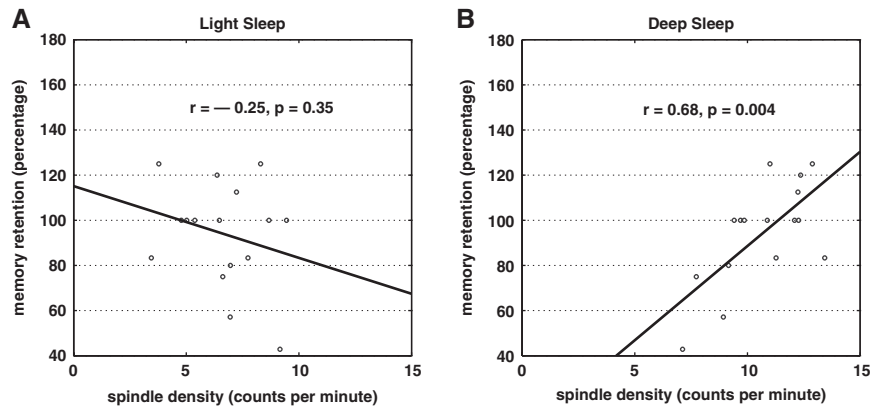 A
Light Sleep
180
160
140
120
100
80
60
40
memory retention (percentage)
r = — 0.25, p = 0.35
0 5 10 15
spindle density (counts per minute)
B
Deep Sleep
180
160
140
120
100
80
60
40
memory retention (percentage)
r = 0.68, p = 0.004
0 5 10 15
spindle density (counts per minute)